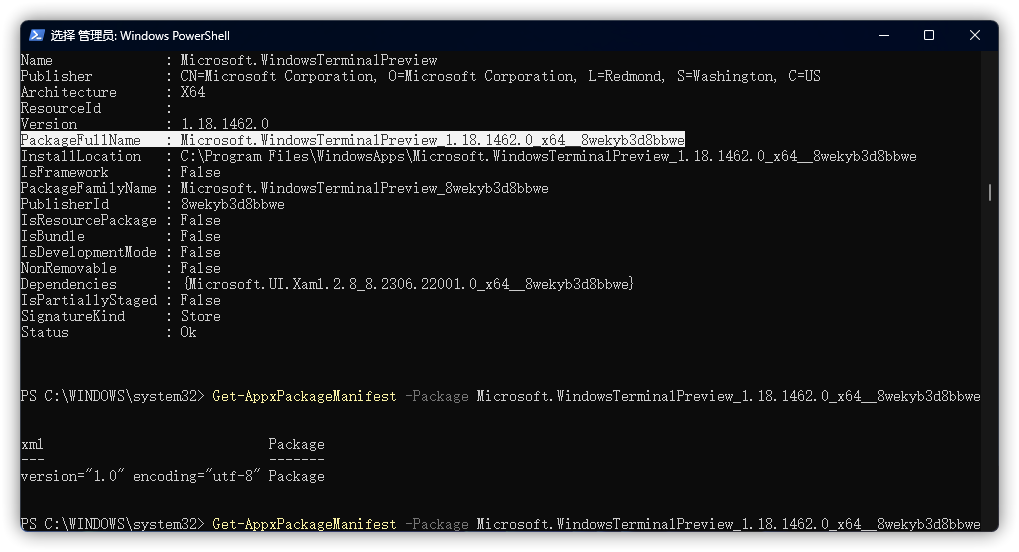 选择 管理员: Windows PowerShell
Name : Microsoft.WindowsTerminalPreview
Publisher : CN=Microsoft Corporation, O=Microsoft Corporation, L=Redmond, S=Washington, C=US
Architecture : X64
ResourceId :
Version : 1.18.1462.0
PackageFullName : Microsoft.WindowsTerminalPreview_1.18.1462.0_x64__8wekyb3d8bbwe
InstallLocation : C:\Program Files\WindowsApps\Microsoft.WindowsTerminalPreview_1.18.1462.0_x64__8wekyb3d8bbwe
IsFramework : False
PackageFamilyName : Microsoft.WindowsTerminalPreview_8wekyb3d8bbwe
PublisherId : 8wekyb3d8bbwe
IsResourcePackage : False
IsBundle : False
IsDevelopmentMode : False
NonRemovable : False
Dependencies : {Microsoft.UI.Xaml.2.8_8.2306.22001.0_x64__8wekyb3d8bbwe}
IsPartiallyStaged : False
SignatureKind : Store
Status : Ok
PS C:\WINDOWS\system32> Get-AppxPackageManifest -Package Microsoft.WindowsTerminalPreview_1.18.1462.0_x64__8wekyb3d8bbwe
xml Package
--- -------
version="1.0" encoding="utf-8" Package
PS C:\WINDOWS\system32> Get-AppxPackageManifest -Package Microsoft.WindowsTerminalPreview_1.18.1462.0_x64__8wekyb3d8bbwe